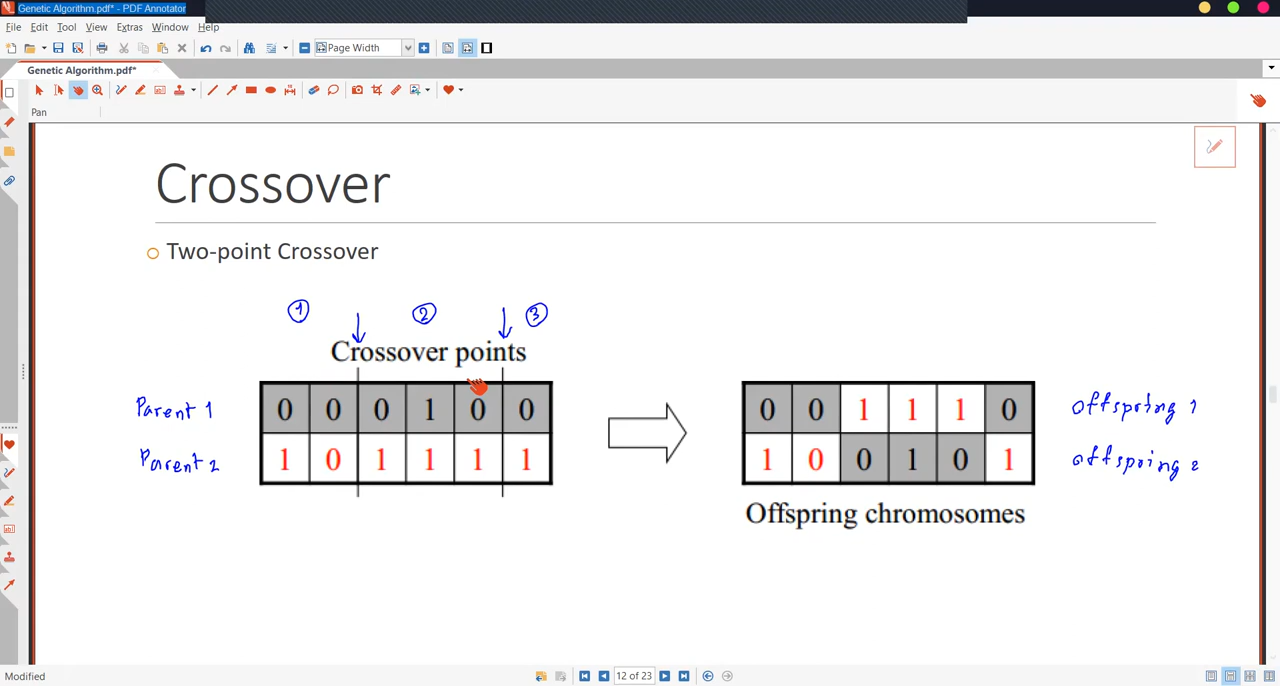 Genetic Algorithm.pdf* - PDF Annotator
File Edit Tool View Extras Window Help
Page Width
Genetic Algorithm.pdf*
Pan
Crossover
Two-point Crossover
① ② ③
Crossover points
Parent 1 0 0 0 1 0 0
Parent 2 1 0 1 1 1 1
0 0 1 1 1 0 offspring 1
1 0 0 1 0 1 offspring 2
Offspring chromosomes
Modified 12 of 23